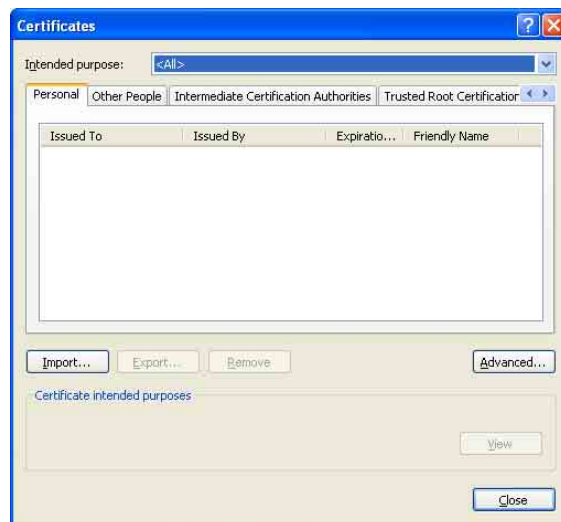 Certificates
Intended purpose: <All>
Personal Other People Intermediate Certification Authorities Trusted Root Certification
Issued To Issued By Expiratio... Friendly Name
Import... Export... Remove Advanced...
Certificate intended purposes
View
Close